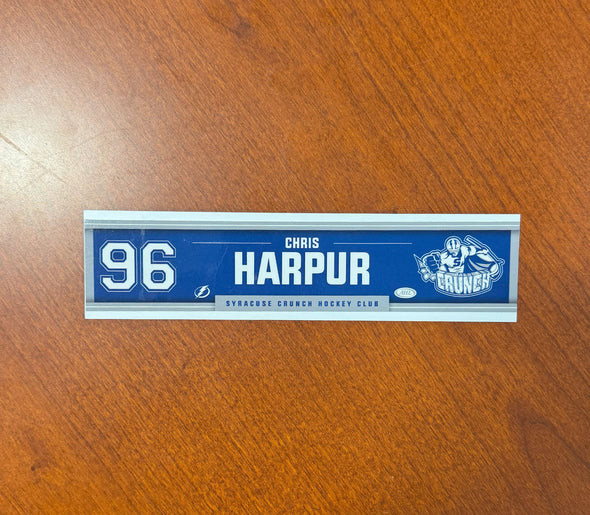 96
CHRIS
HARPUR
CRUNCH
SYRACUSE CRUNCH HOCKEY CLUB